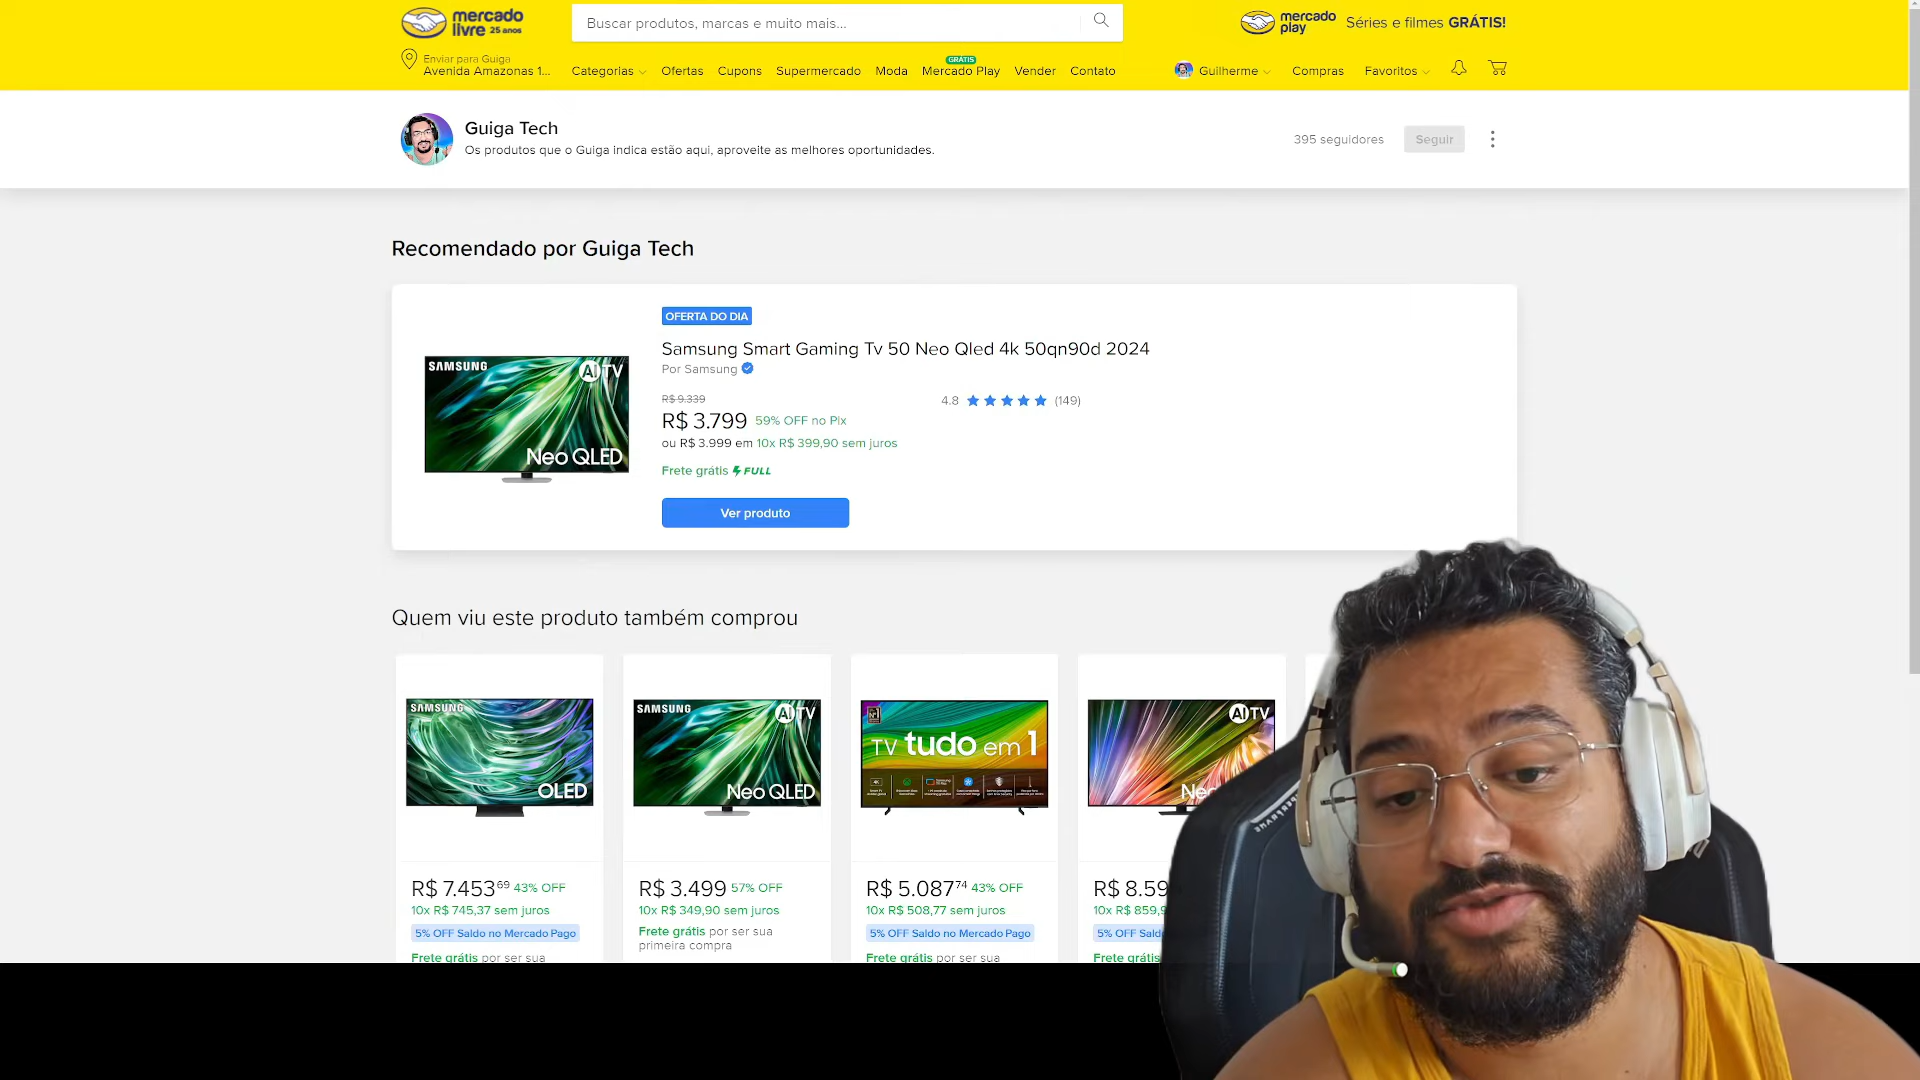 mercado livre 25 anos
Buscar produtos, marcas e muito mais...
mercado play
Séries e filmes GRÁTIS!
Enviar para Guiga
Avenida Amazonas 1...
Categorias
Ofertas
Cupons
Supermercado
Moda
GRÁTIS
Mercado Play
Vender
Contato
Guilherme
Compras
Favoritos
Guiga Tech
Os produtos que o Guiga indica estão aqui, aproveite as melhores oportunidades.
395 seguidores
Seguir
Recomendado por Guiga Tech
SAMSUNG
AI TV
Neo QLED
OFERTA DO DIA
Samsung Smart Gaming Tv 50 Neo Qled 4k 50qn90d 2024
Por Samsung
R$ 9.339
R$ 3.799 59% OFF no Pix
ou R$ 3.999 em 10x R$ 399,90 sem juros
4.8 (149)
Frete grátis FULL
Ver produto
Quem viu este produto também comprou
SAMSUNG
OLED
R$ 7.453,69 43% OFF
10x R$ 745,37 sem juros
5% OFF Saldo no Mercado Pago
Frete grátis por ser sua
SAMSUNG
AI TV
Neo QLED
R$ 3.499 57% OFF
10x R$ 349,90 sem juros
Frete grátis por ser sua
primeira compra
TV tudo em 1
R$ 5.087,74 43% OFF
10x R$ 508,77 sem juros
5% OFF Saldo no Mercado Pago
Frete grátis por ser sua
AI TV
Neo
R$ 8.59
10x R$ 859,9
5% OFF Sald
Frete grátis